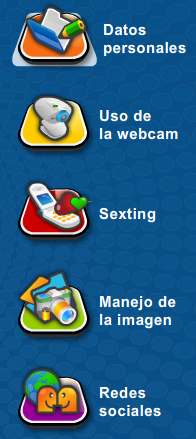 Datos
personales
Uso de
la webcam
Sexting
Manejo de
la imagen
Redes
sociales